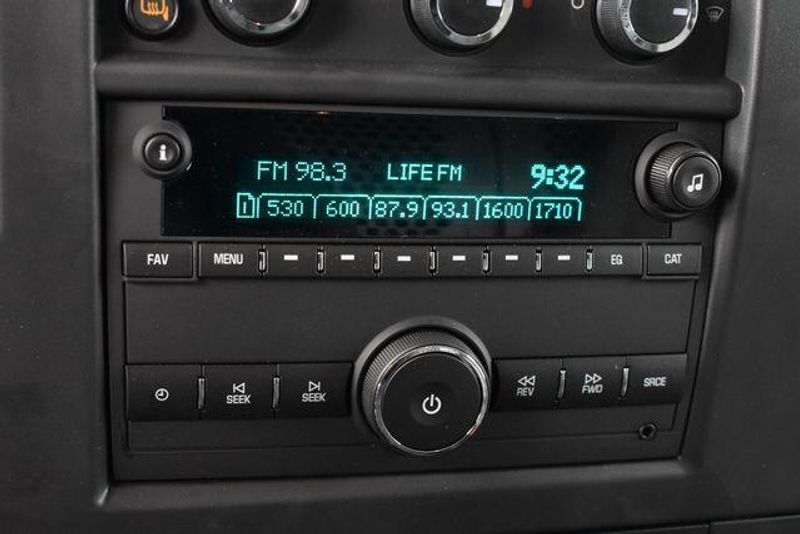 i
FM 98.3 LIFE FM 9:32
1 530 600 87.9 93.1 1600 1710
FAV MENU EQ CAT
SEEK SEEK REV FWD SRCE